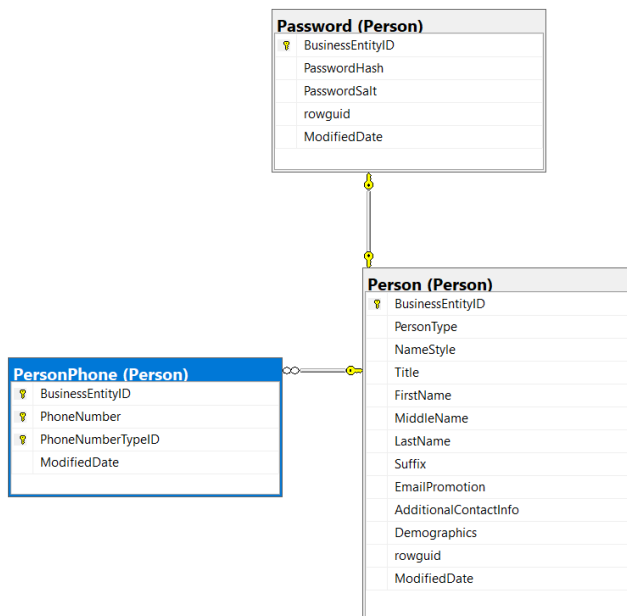 Password (Person)
BusinessEntityID
PasswordHash
PasswordSalt
rowguid
ModifiedDate
Person (Person)
BusinessEntityID
PersonType
NameStyle
Title
FirstName
MiddleName
LastName
Suffix
EmailPromotion
AdditionalContactInfo
Demographics
rowguid
ModifiedDate
PersonPhone (Person)
BusinessEntityID
PhoneNumber
PhoneNumberTypeID
ModifiedDate